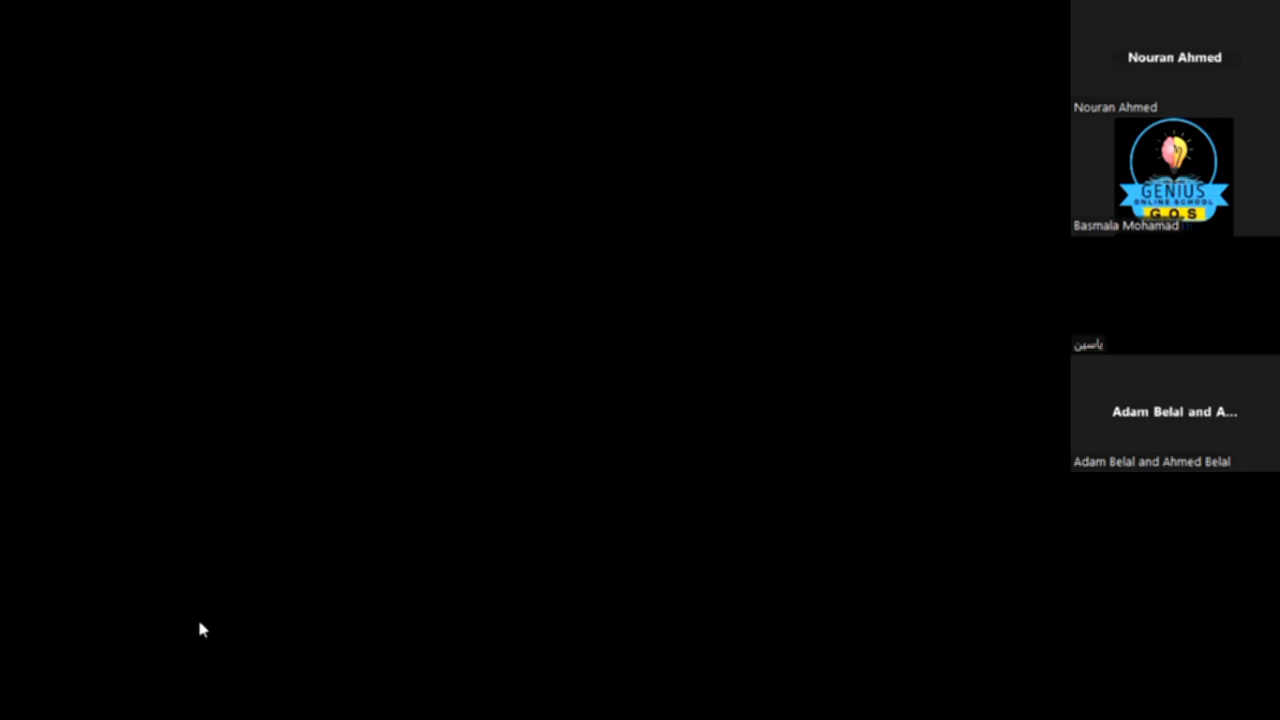 Nouran Ahmed
Nouran Ahmed
GENIUS
ONLINE SCHOOL
G.O.S
Basmala Mohamad
ياسين
Adam Belal and A...
Adam Belal and Ahmed Belal